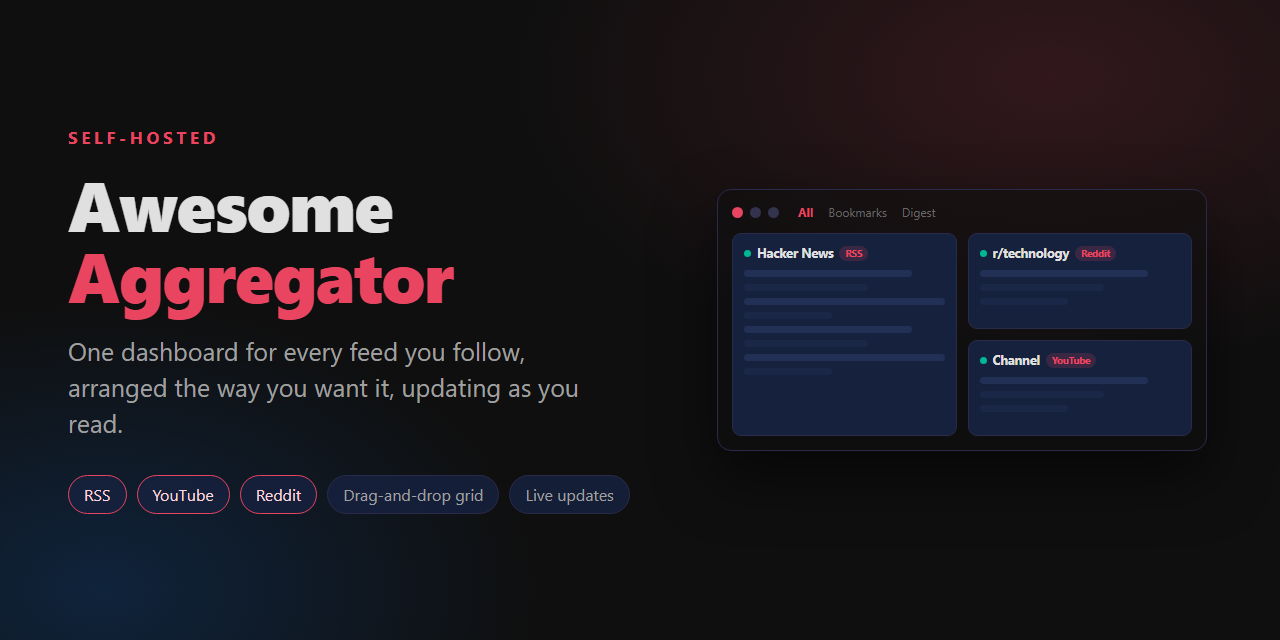 SELF-HOSTED
Awesome
Aggregator
One dashboard for every feed you follow,
arranged the way you want it, updating as you
read.
RSS YouTube Reddit Drag-and-drop grid Live updates
All Bookmarks Digest
Hacker News RSS
r/technology Reddit
Channel YouTube